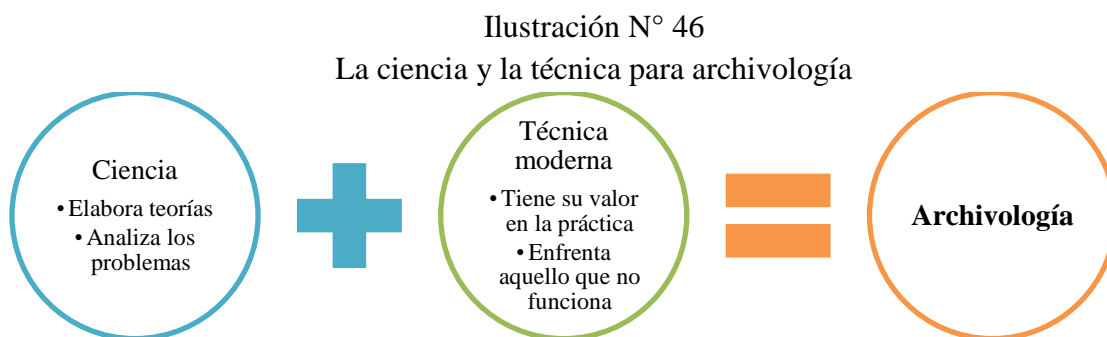 Ilustración N° 46
La ciencia y la técnica para archivología
Ciencia
• Elabora teorías
• Analiza los
problemas
Técnica
moderna
• Tiene su valor
en la práctica
• Enfrenta
aquello que no
funciona
Archivología